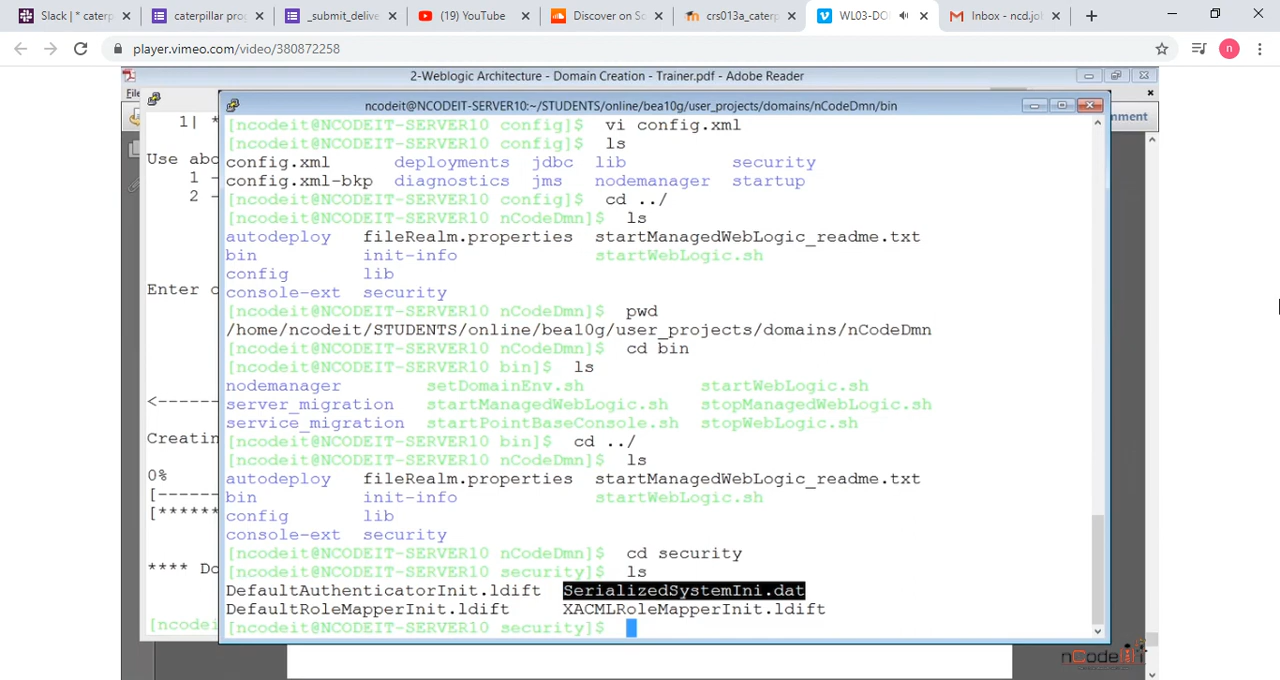 Slack | * caterp
caterpillar pro
_submit_delive
(19) YouTube
Discover on So
crs013a_caterp
WL03-DO
Inbox - ncd.jo
player.vimeo.com/video/380872258
n
2-Weblogic Architecture - Domain Creation - Trainer.pdf - Adobe Reader
File
mment
1| *
Use abo
1 -
2 -
Enter
<------
Creatin
0%
[------
[*******
**** Do
[ncodei
ncodeit@NCODEIT-SERVER10:~/STUDENTS/online/bea10g/user_projects/domains/nCodeDmn/bin
[ncodeit@NCODEIT-SERVER10 config]$ vi config.xml
[ncodeit@NCODEIT-SERVER10 config]$ ls
config.xml deployments jdbc lib security
config.xml-bkp diagnostics jms nodemanager startup
[ncodeit@NCODEIT-SERVER10 config]$ cd ../
[ncodeit@NCODEIT-SERVER10 nCodeDmn]$ ls
autodeploy fileRealm.properties startManagedWebLogic_readme.txt
bin init-info startWebLogic.sh
config lib
console-ext security
[ncodeit@NCODEIT-SERVER10 nCodeDmn]$ pwd
/home/ncodeit/STUDENTS/online/bea10g/user_projects/domains/nCodeDmn
[ncodeit@NCODEIT-SERVER10 nCodeDmn]$ cd bin
[ncodeit@NCODEIT-SERVER10 bin]$ ls
nodemanager setDomainEnv.sh startWebLogic.sh
server_migration startManagedWebLogic.sh stopManagedWebLogic.sh
service_migration startPointBaseConsole.sh stopWebLogic.sh
[ncodeit@NCODEIT-SERVER10 bin]$ cd ../
[ncodeit@NCODEIT-SERVER10 nCodeDmn]$ ls
autodeploy fileRealm.properties startManagedWebLogic_readme.txt
bin init-info startWebLogic.sh
config lib
console-ext security
[ncodeit@NCODEIT-SERVER10 nCodeDmn]$ cd security
[ncodeit@NCODEIT-SERVER10 security]$ ls
DefaultAuthenticatorInit.ldift SerializedSystemIni.dat
DefaultRoleMapperInit.ldift XACMLRoleMapperInit.ldift
[ncodeit@NCODEIT-SERVER10 security]$
nCodeiT